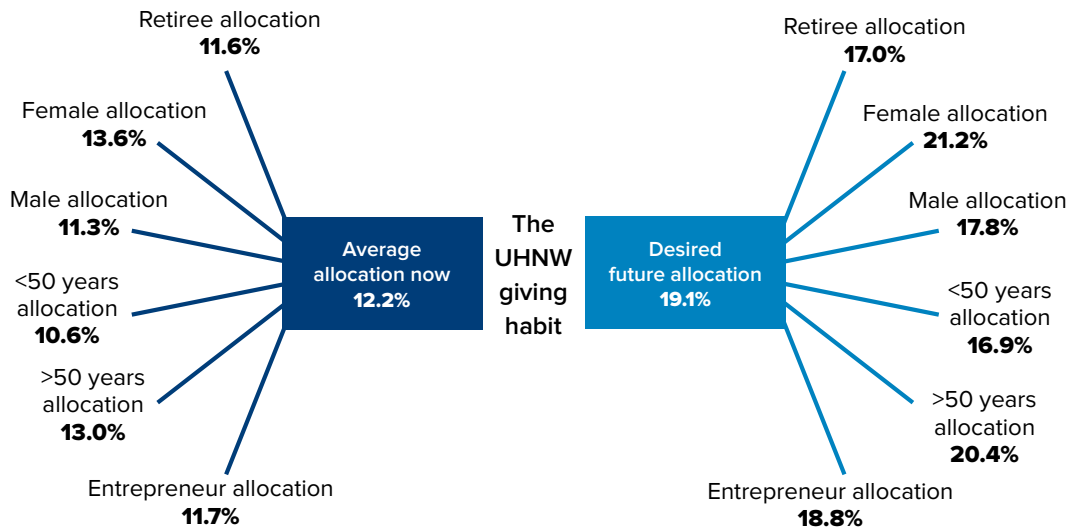 Retiree allocation
11.6%
Female allocation
13.6%
Male allocation
11.3%
<50 years
allocation
10.6%
>50 years
allocation
13.0%
Entrepreneur allocation
11.7%
Average
allocation now
12.2%
The
UHNW
giving
habit
Desired
future allocation
19.1%
Retiree allocation
17.0%
Female allocation
21.2%
Male allocation
17.8%
<50 years
allocation
16.9%
>50 years
allocation
20.4%
Entrepreneur allocation
18.8%